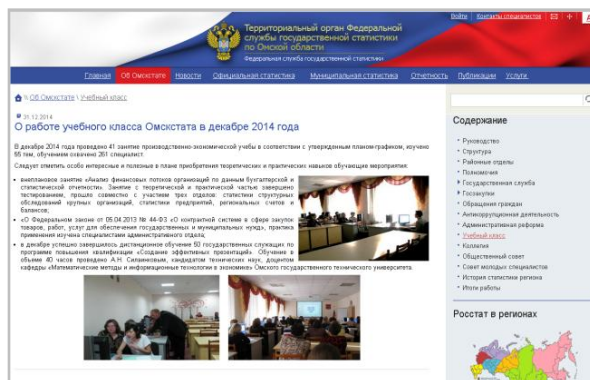 Войти
Контакты специалистов
Территориальный орган Федеральной
службы государственной статистики
по Омской области
Федеральная служба государственной статистики
Главная Об Омскстате Новости Официальная статистика Муниципальная статистика Отчетность Публикации Услуги
\\ Об Омскстате \ Учебный класс
31.12.2014
О работе учебного класса Омскстата в декабре 2014 года
В декабре 2014 года проведено 41 занятие производственно-экономической учебы в соответствии с утвержденным планом-графиком, изучено
55 тем, обучением охвачено 261 специалист.
Следует отметить особо интересные и полезные в плане приобретения теоретических и практических навыков обучающие мероприятия:
• внеплановое занятие «Анализ финансовых потоков организаций по данным бухгалтерской и
статистической отчетности». Занятие с теоретической и практической частью завершено
тестированием, прошло совместно с участием трех отделов: статистики структурных
обследований крупных организаций, статистики предприятий, региональных счетов и
балансов;
• «О Федеральном законе от 05.04.2013 № 44-ФЗ «О контрактной системе в сфере закупок
товаров, работ, услуг для обеспечения государственных и муниципальных нужд», практика
применения изучена специалистами административного отдела;
• в декабре успешно завершилось дистанционное обучение 50 государственных служащих по
программе повышения квалификации «Создание эффективных презентаций». Обучение в
объеме 40 часов проведено А.Н. кандидатом технических наук, доцентом
кафедры «Математические методы и информационные технологии в экономике» Омского государственного технического университета.
Содержание
Руководство
Структура
Районные отделы
Полномочия
Государственная служба
Госзакупки
Обращения граждан
Антикоррупционная деятельность
Административная реформа
Учебный класс
Коллегия
Общественный совет
Совет молодых специалистов
История статистики региона
Итоги работы
Росстат в регионах